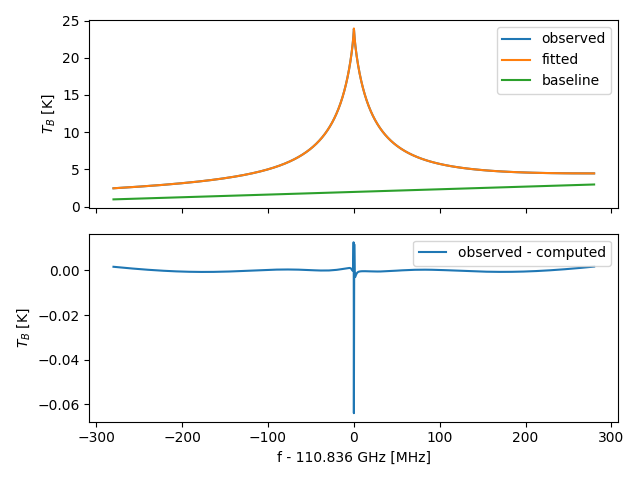 25
20
15
10
5
0
T_B [K]
observed
fitted
baseline
0.00
−0.02
−0.04
−0.06
T_B [K]
observed - computed
−300 −200 −100 0 100 200 300
f - 110.836 GHz [MHz]